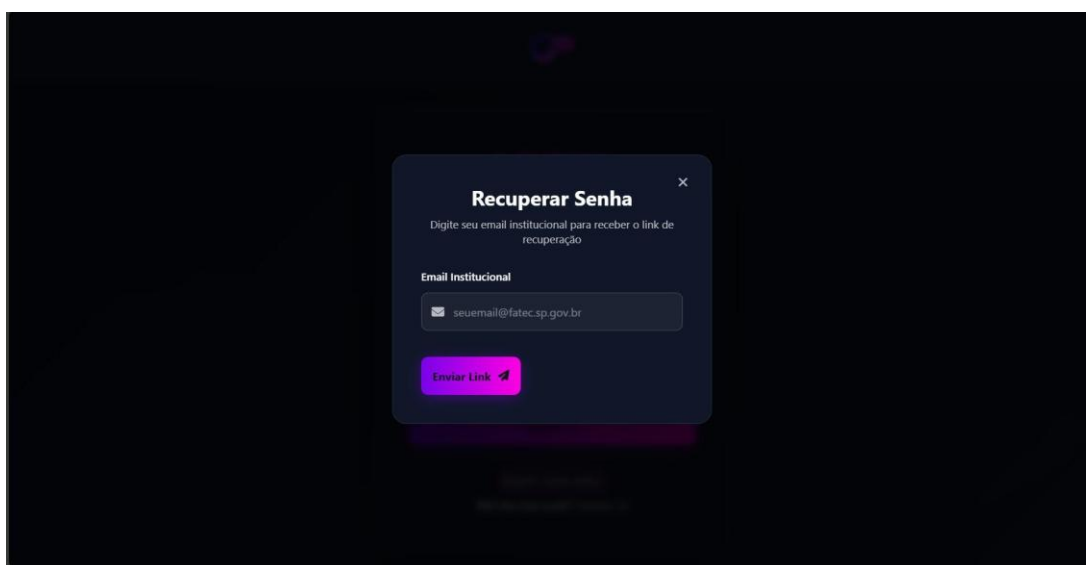 Recuperar Senha
Digite seu email institucional para receber o link de
recuperação
Email Institucional
seuemail@fatec.sp.gov.br
Enviar Link